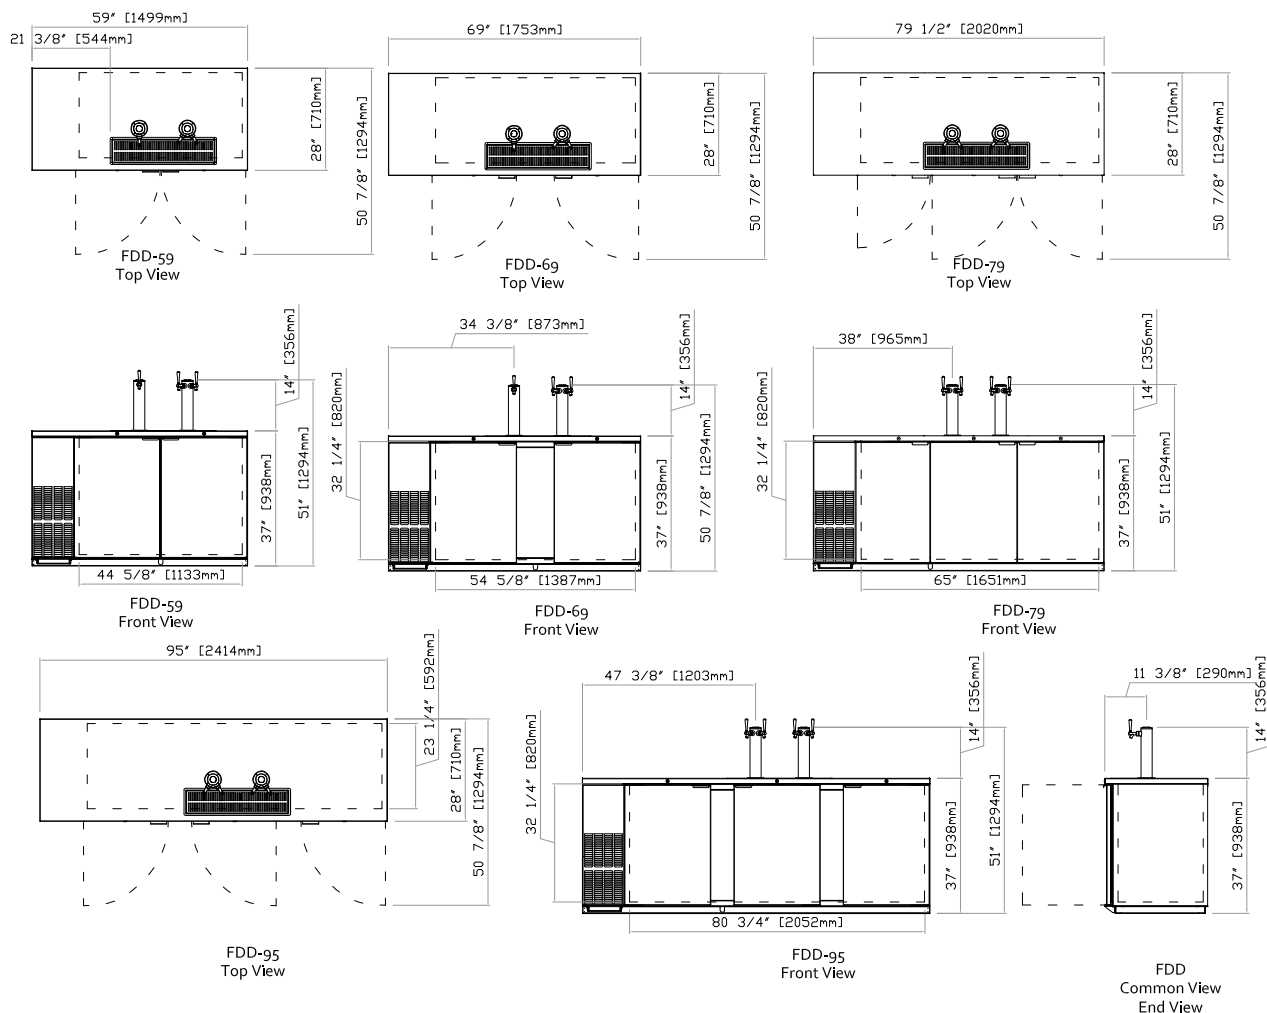 59" [1499mm]
21 3/8" [544mm]
28" [710mm]
50 7/8" [1294mm]
FDD-59
Top View
69" [1753mm]
28" [710mm]
50 7/8" [1294mm]
FDD-69
Top View
79 1/2" [2020mm]
28" [710mm]
50 7/8" [1294mm]
FDD-79
Top View
14" [356mm]
37" [938mm]
51" [1294mm]
44 5/8" [1133mm]
FDD-59
Front View
34 3/8" [873mm]
32 1/4" [820mm]
14" [356mm]
37" [938mm]
50 7/8" [1294mm]
54 5/8" [1387mm]
FDD-69
Front View
38" [965mm]
32 1/4" [820mm]
14" [356mm]
37" [938mm]
51" [1294mm]
65" [1651mm]
FDD-79
Front View
95" [2414mm]
23 1/4" [592mm]
28" [710mm]
50 7/8" [1294mm]
FDD-95
Top View
47 3/8" [1203mm]
32 1/4" [820mm]
14" [356mm]
37" [938mm]
51" [1294mm]
80 3/4" [2052mm]
FDD-95
Front View
11 3/8" [290mm]
14" [356mm]
37" [938mm]
FDD
Common View
End View